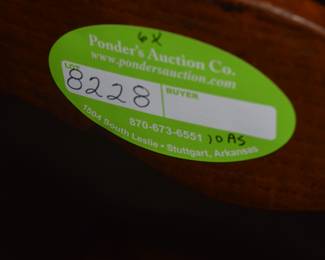 6X
Ponder's Auction Co.
www.pondersauction.com
LOT
8228
BUYER
870-673-6551 10AS
1504 South Leslie • Stuttgart, Arkansas